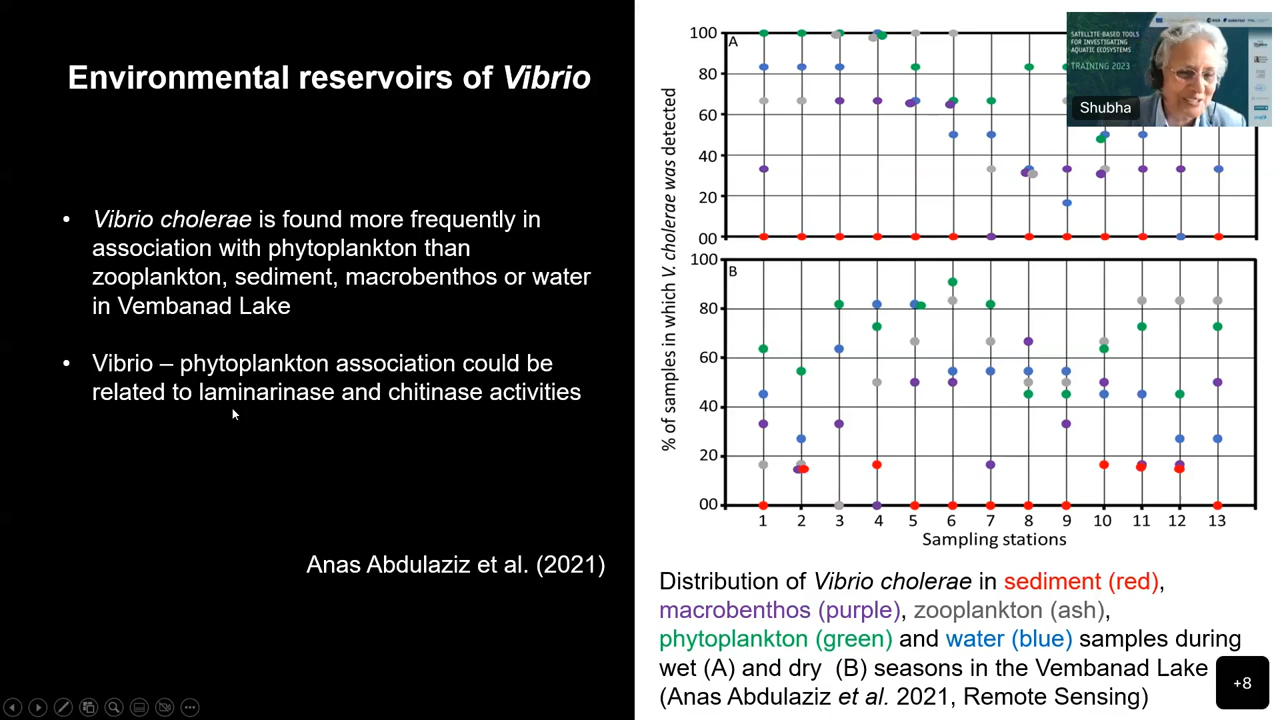 Environmental reservoirs of Vibrio
• Vibrio cholerae is found more frequently in
association with phytoplankton than
zooplankton, sediment, macrobenthos or water
in Vembanad Lake
• Vibrio – phytoplankton association could be
related to laminarinase and chitinase activities
Anas Abdulaziz et al. (2021)
% of samples in which V. cholerae was detected
A
100
80
60
40
20
00
B
100
80
60
40
20
00
1 2 3 4 5 6 7 8 9 10 11 12 13
Sampling stations
Distribution of Vibrio cholerae in sediment (red),
macrobenthos (purple), zooplankton (ash),
phytoplankton (green) and water (blue) samples during
wet (A) and dry (B) seasons in the Vembanad Lake
(Anas Abdulaziz et al. 2021, Remote Sensing)
SATELLITE-BASED TOOLS
FOR INVESTIGATING
AQUATIC ECOSYSTEMS
TRAINING 2023
Shubha
+8